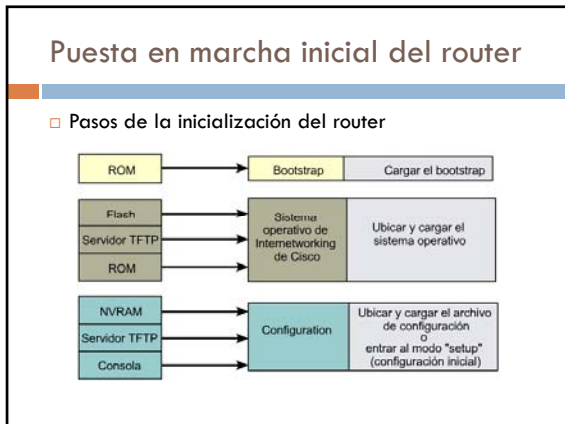 Puesta en marcha inicial del router
Pasos de la inicialización del router
ROM
Bootstrap
Cargar el bootstrap
Flash
Servidor TFTP
ROM
Sistema
operativo de
Internetworking
de Cisco
Ubicar y cargar el
sistema operativo
NVRAM
Servidor TFTP
Consola
Configuration
Ubicar y cargar el archivo
de configuración
o
entrar al modo "setup"
(configuración inicial)